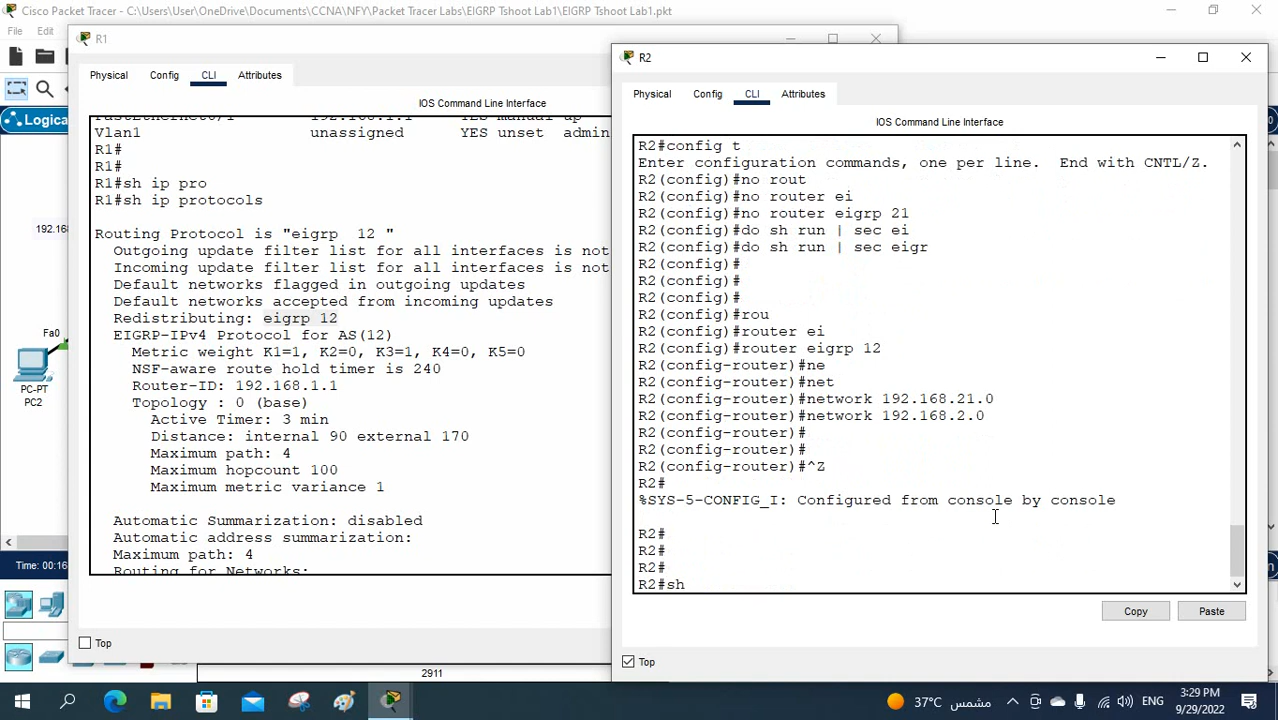 Cisco Packet Tracer - C:\Users\User\OneDrive\Documents\CCNA\NFY\Packet Tracer Labs\EIGRP Tshoot Lab1\EIGRP Tshoot Lab1.pkt
File Edit
Logica
192.168
Fa0
PC-PT
PC2
Time: 00:16
R1
Physical Config CLI Attributes
IOS Command Line Interface
Vlan1 unassigned YES unset admin
R1#
R1#
R1#sh ip pro
R1#sh ip protocols
Routing Protocol is "eigrp  12 "
Outgoing update filter list for all interfaces is not
Incoming update filter list for all interfaces is not
Default networks flagged in outgoing updates
Default networks accepted from incoming updates
Redistributing: eigrp 12
EIGRP-IPv4 Protocol for AS(12)
Metric weight K1=1, K2=0, K3=1, K4=0, K5=0
NSF-aware route hold timer is 240
Router-ID: 192.168.1.1
Topology : 0 (base)
Active Timer: 3 min
Distance: internal 90 external 170
Maximum path: 4
Maximum hopcount 100
Maximum metric variance 1
Automatic Summarization: disabled
Automatic address summarization:
Maximum path: 4
Routing for Networks:
Top
2911
R2
Physical Config CLI Attributes
IOS Command Line Interface
R2#config t
Enter configuration commands, one per line.  End with CNTL/Z.
R2(config)#no rout
R2(config)#no router ei
R2(config)#no router eigrp 21
R2(config)#do sh run | sec ei
R2(config)#do sh run | sec eigr
R2(config)#
R2(config)#
R2(config)#
R2(config)#rou
R2(config)#router ei
R2(config)#router eigrp 12
R2(config-router)#ne
R2(config-router)#net
R2(config-router)#network 192.168.21.0
R2(config-router)#network 192.168.2.0
R2(config-router)#
R2(config-router)#
R2(config-router)#^Z
R2#
%SYS-5-CONFIG_I: Configured from console by console
R2#
R2#
R2#
R2#sh
Copy Paste
Top
37°C مشمس
ENG
3:29 PM
9/29/2022